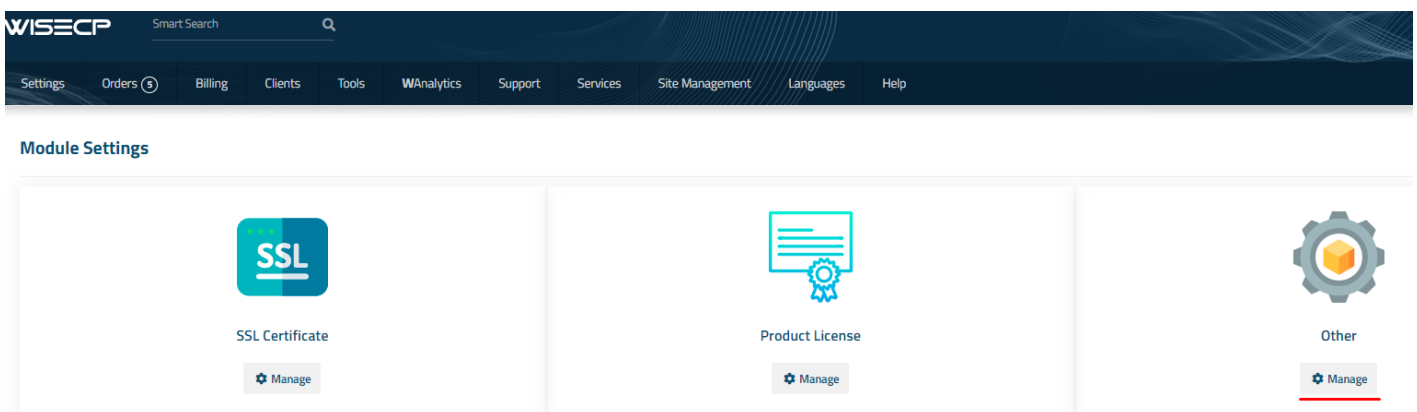 WISECP Smart Search
Settings Orders 5 Billing Clients Tools WAnalytics Support Services Site Management Languages Help
Module Settings
SSL
SSL Certificate Product License Other
Manage Manage Manage